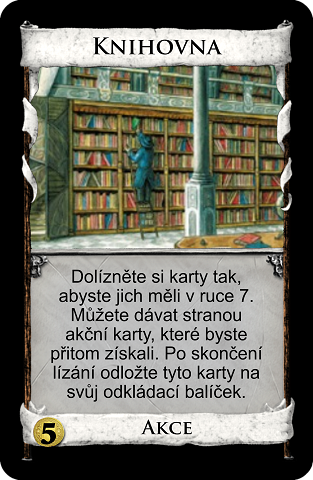 Knihovna
Dolízněte si karty tak,
abyste jich měli v ruce 7.
Můžete dávat stranou
akční karty, které byste
přitom získali. Po skončení
lízání odložte tyto karty na
svůj odkládací balíček.
5
Akce